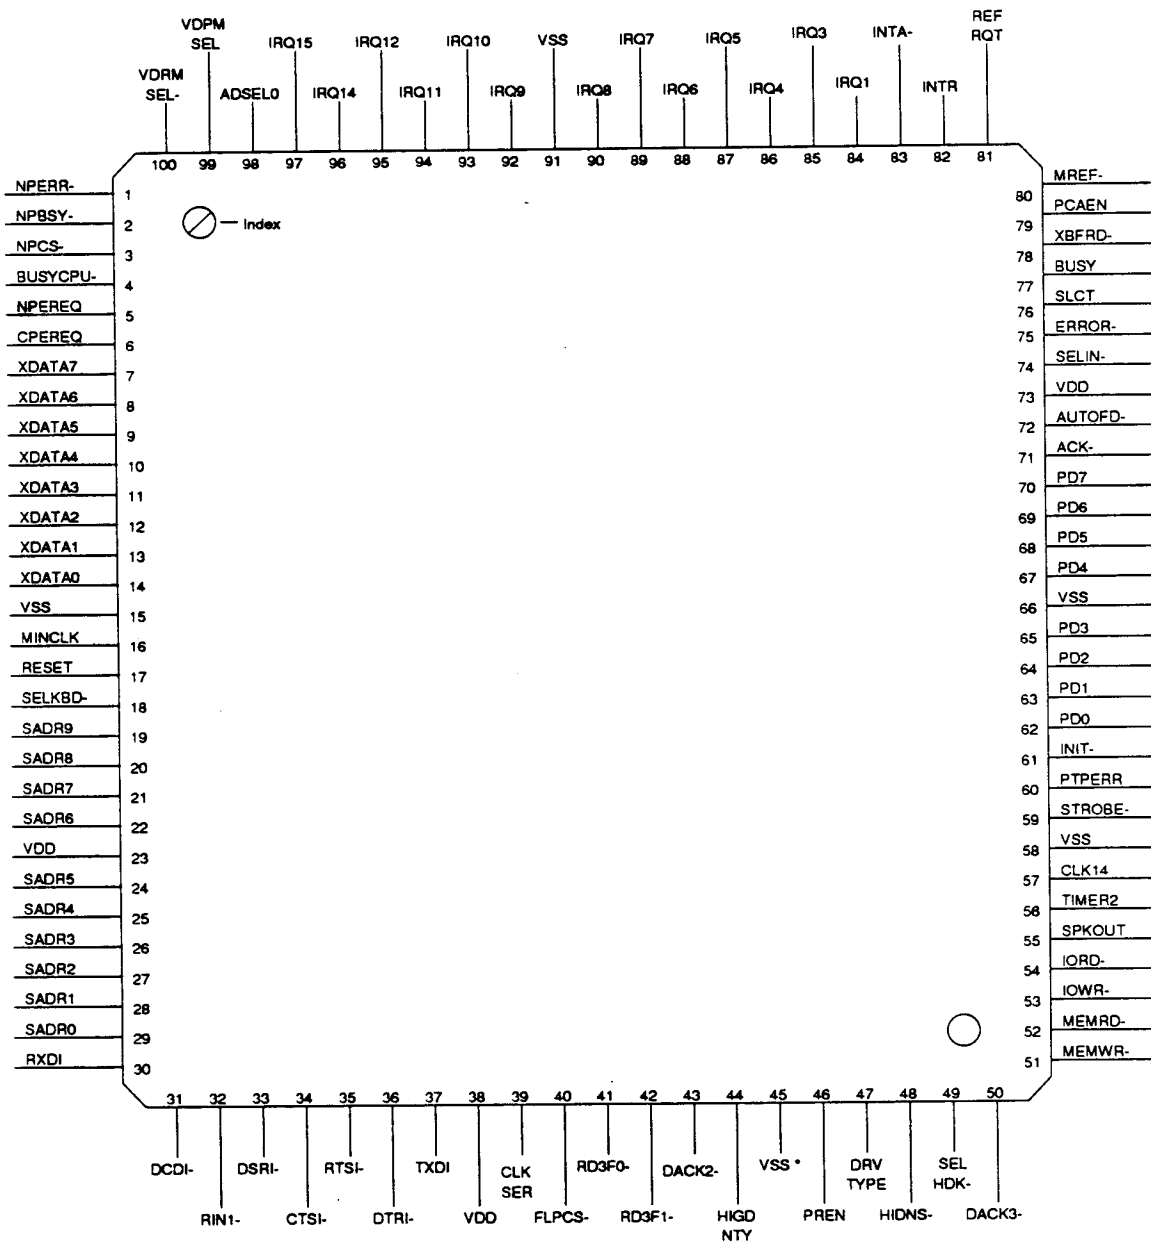 VDPM
SEL
IRQ15
IRQ12
IRQ10
VSS
IRQ7
IRQ5
IRQ3
INTA-
REF
RQT
VDRM
SEL-
ADSEL0
IRQ14
IRQ11
IRQ9
IRQ8
IRQ6
IRQ4
IRQ1
INTR
100 99 98 97 96 95 94 93 92 91 90 89 88 87 86 85 84 83 82 81
NPERR- 1
NPBSY- 2
NPCS- 3
BUSYCPU- 4
NPEREQ 5
CPEREQ 6
XDATA7 7
XDATA6 8
XDATA5 9
XDATA4 10
XDATA3 11
XDATA2 12
XDATA1 13
XDATA0 14
VSS 15
MINCLK 16
RESET 17
SELKBD- 18
SADR9 19
SADR8 20
SADR7 21
SADR6 22
VDD 23
SADR5 24
SADR4 25
SADR3 26
SADR2 27
SADR1 28
SADR0 29
RXDI 30
Index
80 MREF-
79 PCAEN
78 XBFRD-
77 BUSY
76 SLCT
75 ERROR-
74 SELIN-
73 VDD
72 AUTOFD-
71 ACK-
70 PD7
69 PD6
68 PD5
67 PD4
66 VSS
65 PD3
64 PD2
63 PD1
62 PD0
61 INIT-
60 PTPERR
59 STROBE-
58 VSS
57 CLK14
56 TIMER2
55 SPKOUT
54 IORD-
53 IOWR-
52 MEMRD-
51 MEMWR-
31 32 33 34 35 36 37 38 39 40 41 42 43 44 45 46 47 48 49 50
DCDI-
DSRI-
RTSI-
TXDI
CLK
SER
RD3F0-
DACK2-
VSS *
DRV
TYPE
SEL
HDK-
RIN1-
CTSI-
DTRI-
VDD
FLPCS-
RD3F1-
HIGD
NTY
PREN
HIDNS-
DACK3-